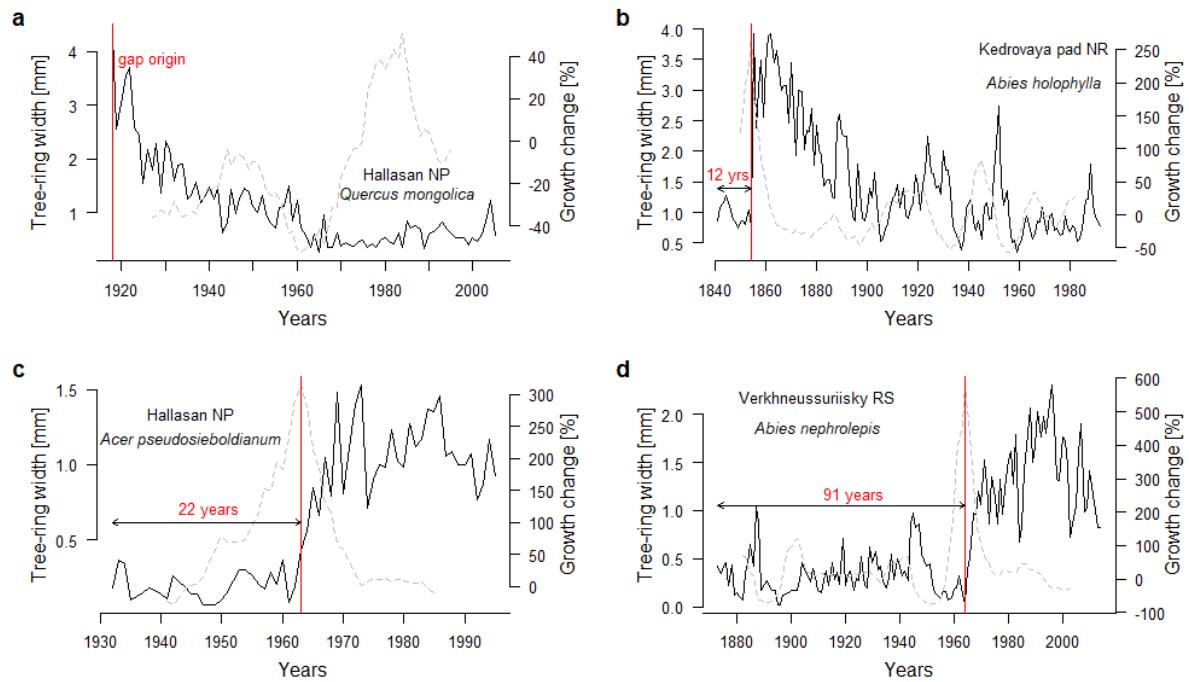 a
Tree-ring width [mm]
4
3
2
1
gap origin
Hallasan NP
Quercus mongolica
40
20
0
-20
-40
Growth change [%]
1920 1940 1960 1980 2000
Years
b
Tree-ring width [mm]
4.0
3.5
3.0
2.5
2.0
1.5
1.0
0.5
12 yrs
Kedrovaya pad NR
Abies holophylla
250
200
150
100
50
0
-50
Growth change [%]
1840 1860 1880 1900 1920 1940 1960 1980
Years
c
Tree-ring width [mm]
1.5
1.0
0.5
Hallasan NP
Acer pseudosieboldianum
22 years
300
250
200
150
100
50
0
Growth change [%]
1930 1940 1950 1960 1970 1980 1990
Years
d
Tree-ring width [mm]
2.0
1.5
1.0
0.5
0.0
Verkhneussuriisky RS
Abies nephrolepis
91 years
600
500
400
300
200
100
0
-100
Growth change [%]
1880 1900 1920 1940 1960 1980 2000
Years